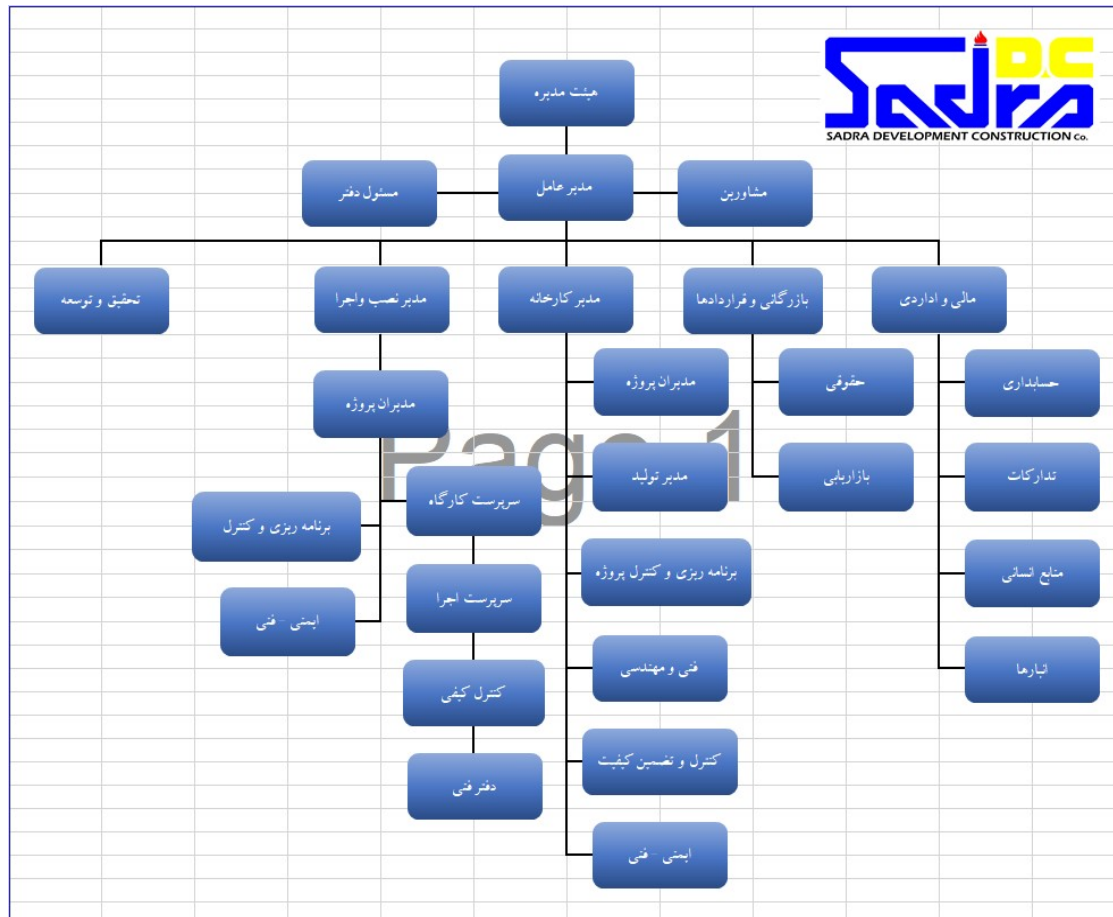 SaDra D&C
SADRA DEVELOPMENT CONSTRUCTION Co.
هیئت مدیره
مشاورین
مدیر عامل
مسئول دفتر
مالی و اداردی
بازرگانی و قراردادها
مدیر کارخانه
مدیر نصب واجرا
تحقیق و توسعه
حسابداری
تدارکات
منابع انسانی
انبارها
حقوقی
بازاریابی
مدیران پروژه
مدیر تولید
برنامه ریزی و کنترل پروژه
فنی و مهندسی
کنترل و تضمین کیفیت
ایمنی - فنی
مدیران پروژه
سرپرست کارگاه
برنامه ریزی و کنترل
سرپرست اجرا
ایمنی - فنی
کنترل کیفی
دفتر فنی
Page 1